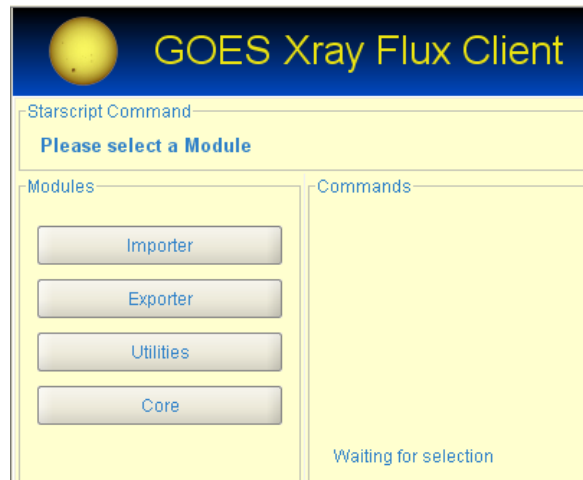 GOES Xray Flux Client
Starscript Command
Please select a Module
Modules
Importer
Exporter
Utilities
Core
Commands
Waiting for selection